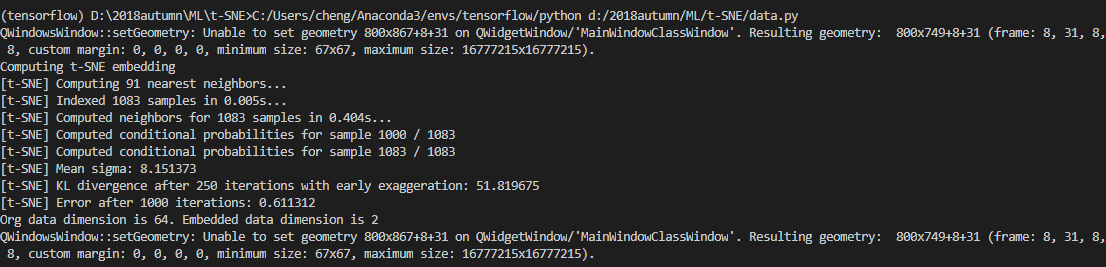 (tensorflow) D:\2018autumn\ML\t-SNE>C:/Users/cheng/Anaconda3/envs/tensorflow/python d:/2018autumn/ML/t-SNE/data.py
QWindowsWindow::setGeometry: Unable to set geometry 800x867+8+31 on QWidgetWindow/'MainWindowClassWindow'. Resulting geometry:  800x749+8+31 (frame: 8, 31, 8,
 8, custom margin: 0, 0, 0, 0, minimum size: 67x67, maximum size: 16777215x16777215).
Computing t-SNE embedding
[t-SNE] Computing 91 nearest neighbors...
[t-SNE] Indexed 1083 samples in 0.005s...
[t-SNE] Computed neighbors for 1083 samples in 0.404s...
[t-SNE] Computed conditional probabilities for sample 1000 / 1083
[t-SNE] Computed conditional probabilities for sample 1083 / 1083
[t-SNE] Mean sigma: 8.151373
[t-SNE] KL divergence after 250 iterations with early exaggeration: 51.819675
[t-SNE] Error after 1000 iterations: 0.611312
Org data dimension is 64. Embedded data dimension is 2
QWindowsWindow::setGeometry: Unable to set geometry 800x867+8+31 on QWidgetWindow/'MainWindowClassWindow'. Resulting geometry:  800x749+8+31 (frame: 8, 31, 8,
 8, custom margin: 0, 0, 0, 0, minimum size: 67x67, maximum size: 16777215x16777215).